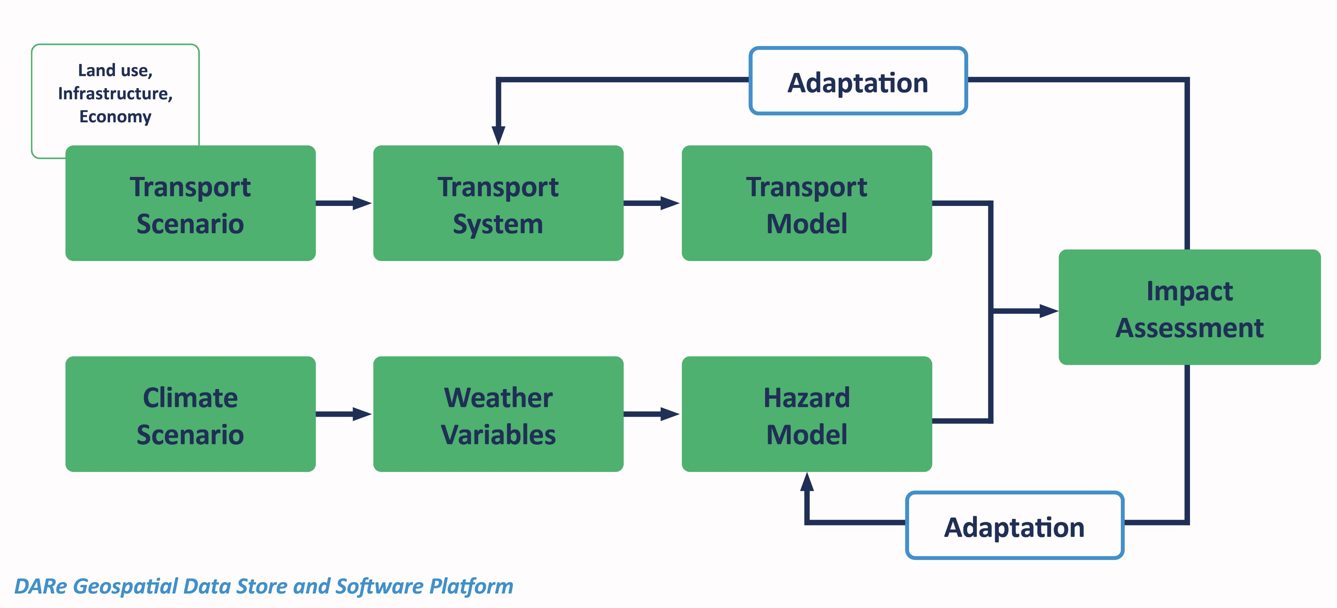 Land use,
Infrastructure,
Economy
Adaptation
Transport
Scenario
Transport
System
Transport
Model
Impact
Assessment
Climate
Scenario
Weather
Variables
Hazard
Model
Adaptation
DARe Geospatial Data Store and Software Platform